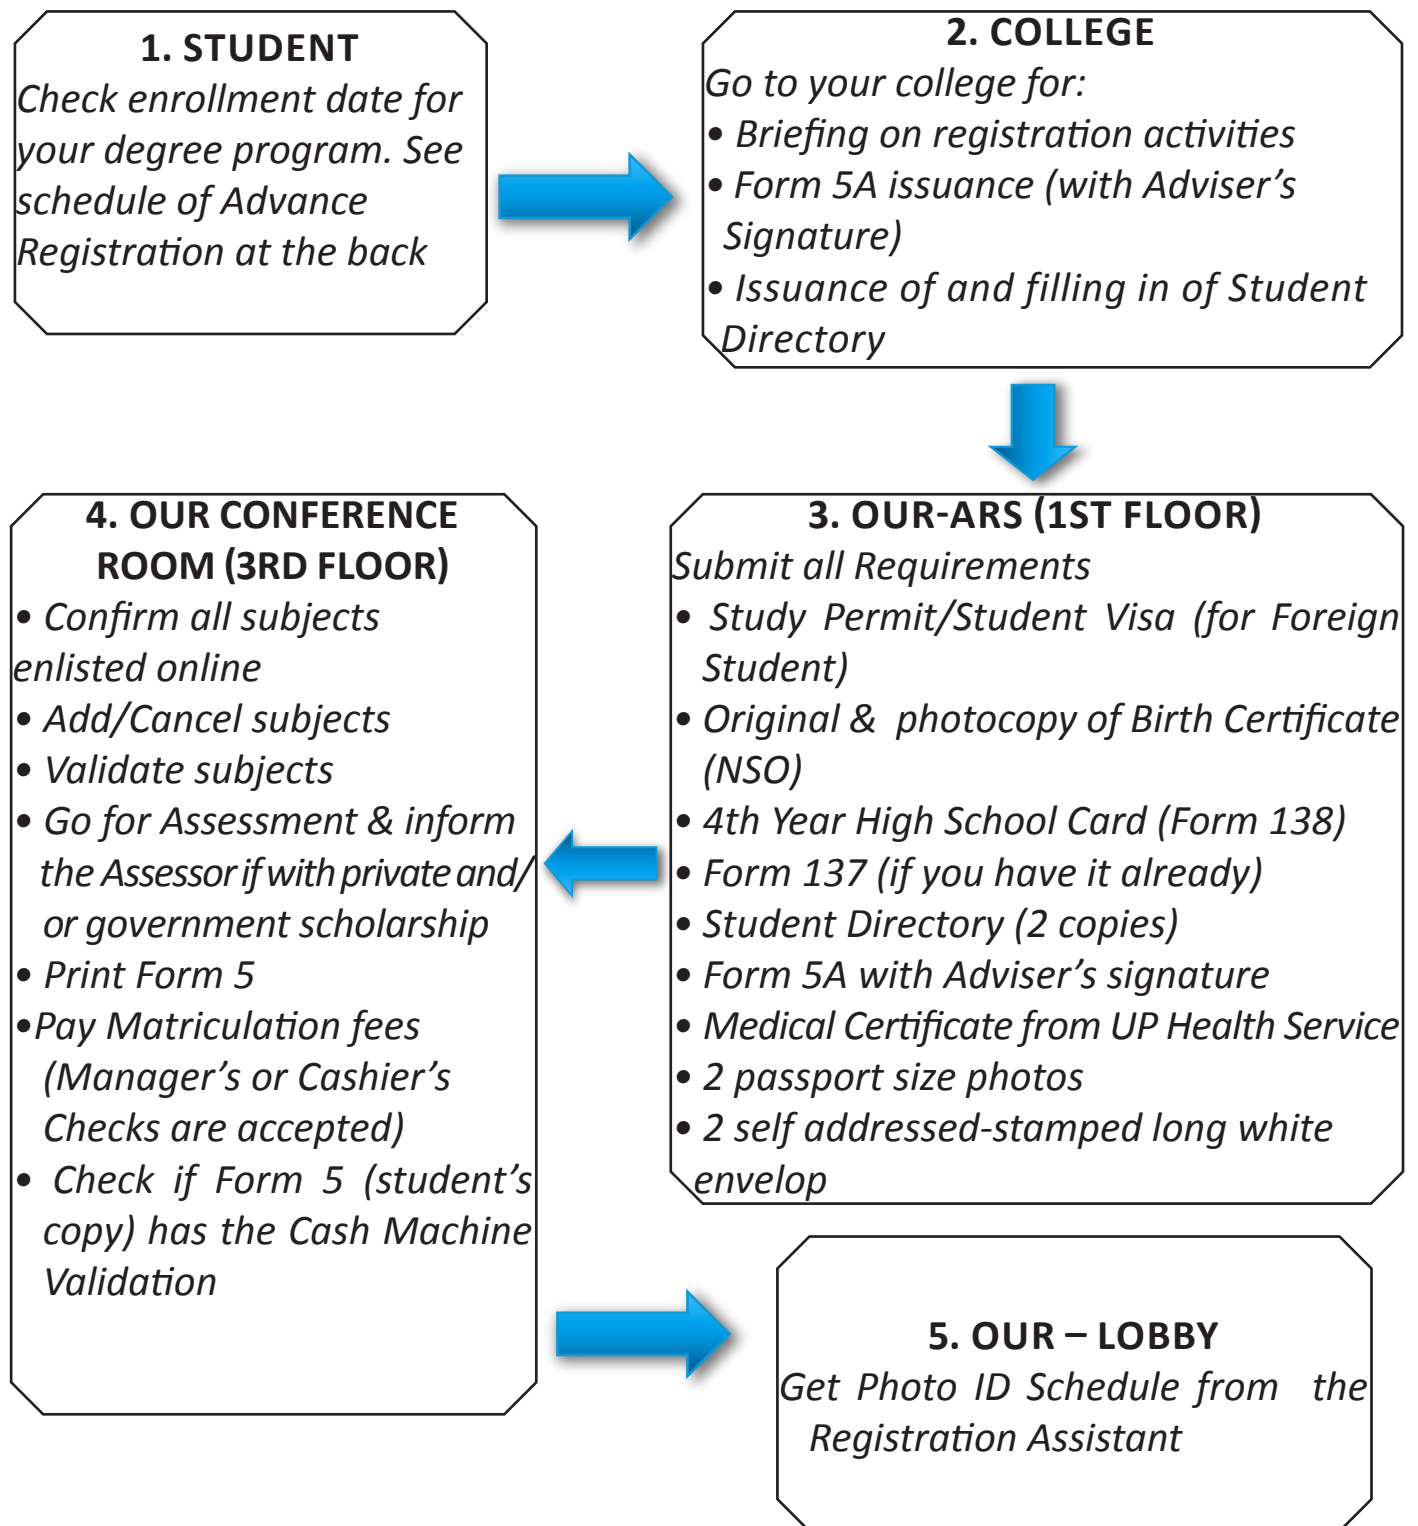 1. STUDENT
Check enrollment date for
your degree program. See
schedule of Advance
Registration at the back
2. COLLEGE
Go to your college for:
• Briefing on registration activities
• Form 5A issuance (with Adviser’s
Signature)
• Issuance of and filling in of Student
Directory
3. OUR-ARS (1ST FLOOR)
Submit all Requirements
• Study Permit/Student Visa (for Foreign
Student)
• Original & photocopy of Birth Certificate
(NSO)
• 4th Year High School Card (Form 138)
• Form 137 (if you have it already)
• Student Directory (2 copies)
• Form 5A with Adviser’s signature
• Medical Certificate from UP Health Service
• 2 passport size photos
• 2 self addressed-stamped long white
envelop
4. OUR CONFERENCE
ROOM (3RD FLOOR)
• Confirm all subjects
enlisted online
• Add/Cancel subjects
• Validate subjects
• Go for Assessment & inform
the Assessor if with private and/
or government scholarship
• Print Form 5
•Pay Matriculation fees
(Manager’s or Cashier’s
Checks are accepted)
• Check if Form 5 (student’s
copy) has the Cash Machine
Validation
5. OUR – LOBBY
Get Photo ID Schedule from the
Registration Assistant